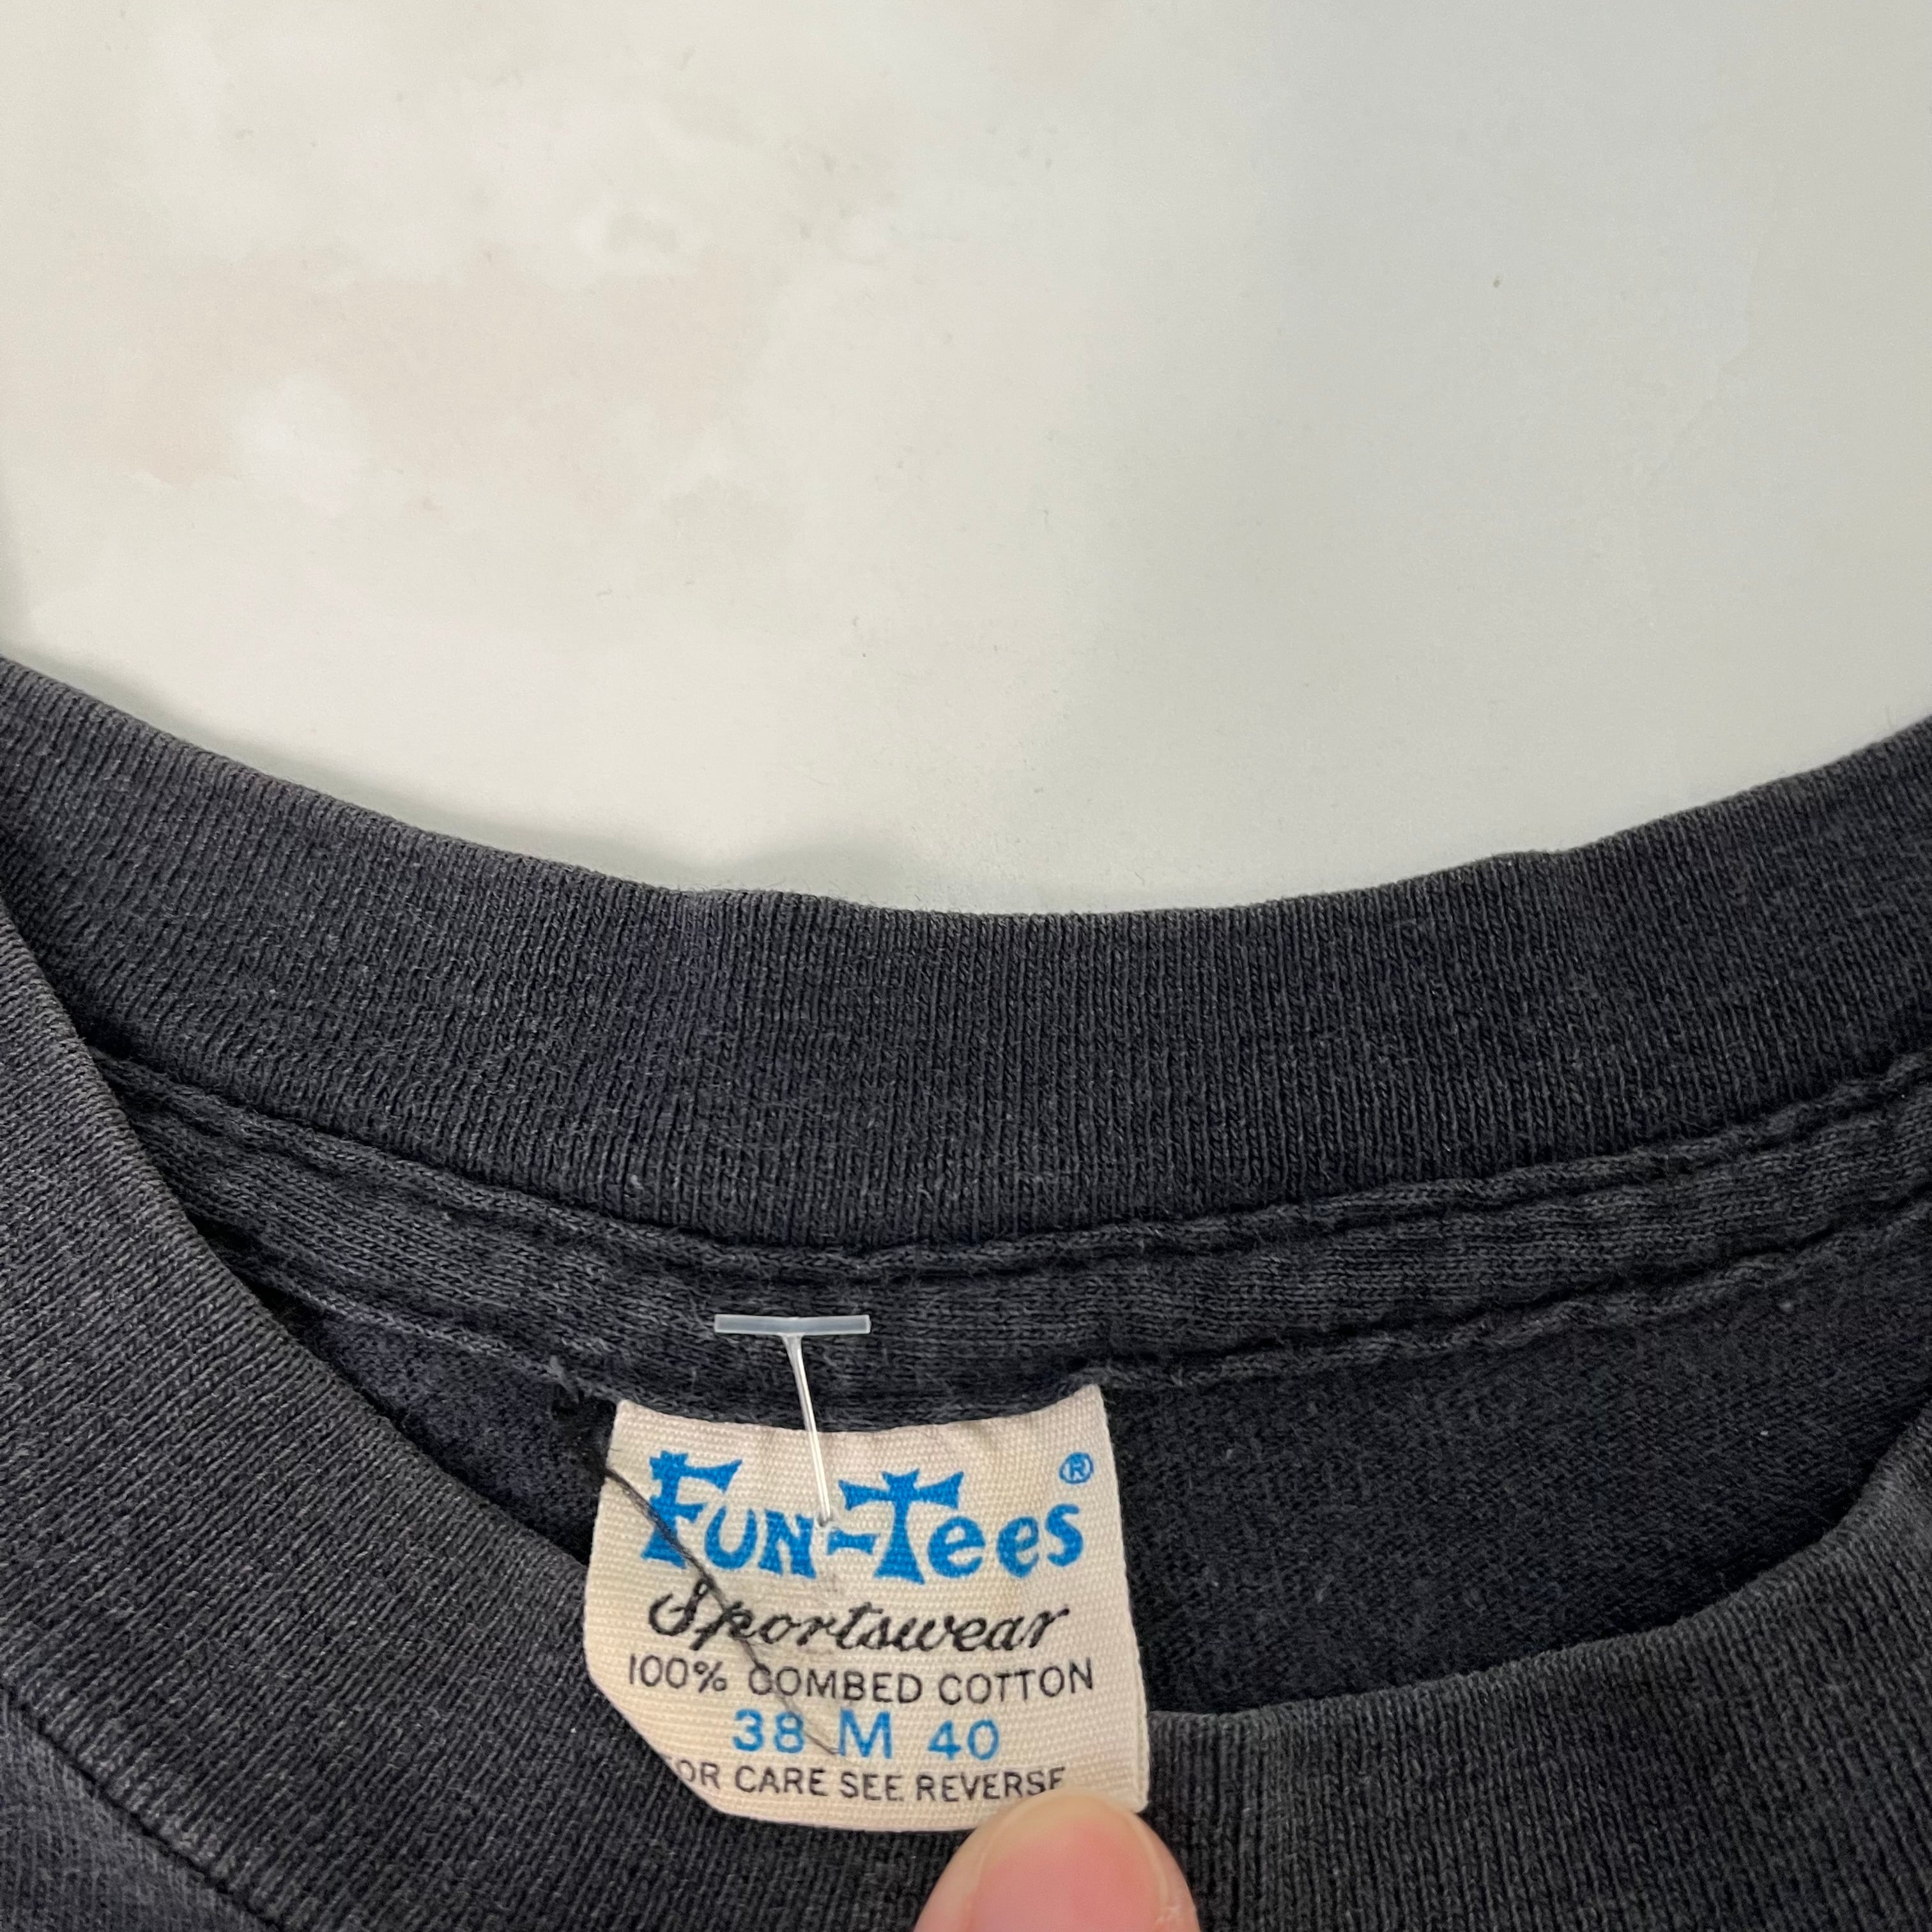 Fun-Tees®
Sportswear
100% COMBED COTTON
38 M 40
FOR CARE SEE REVERSE